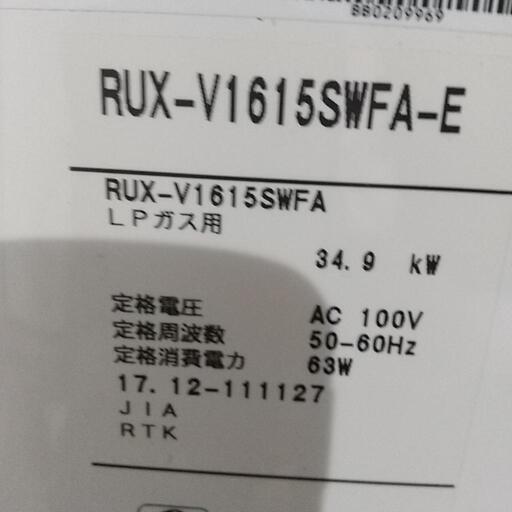 BB0209969
RUX-V1615SWFA-E
RUX-V1615SWFA
LPガス用
34.9 kW
定格電圧 AC 100V
定格周波数 50-60Hz
定格消費電力 63W
17.12-111127
JIA
RTK